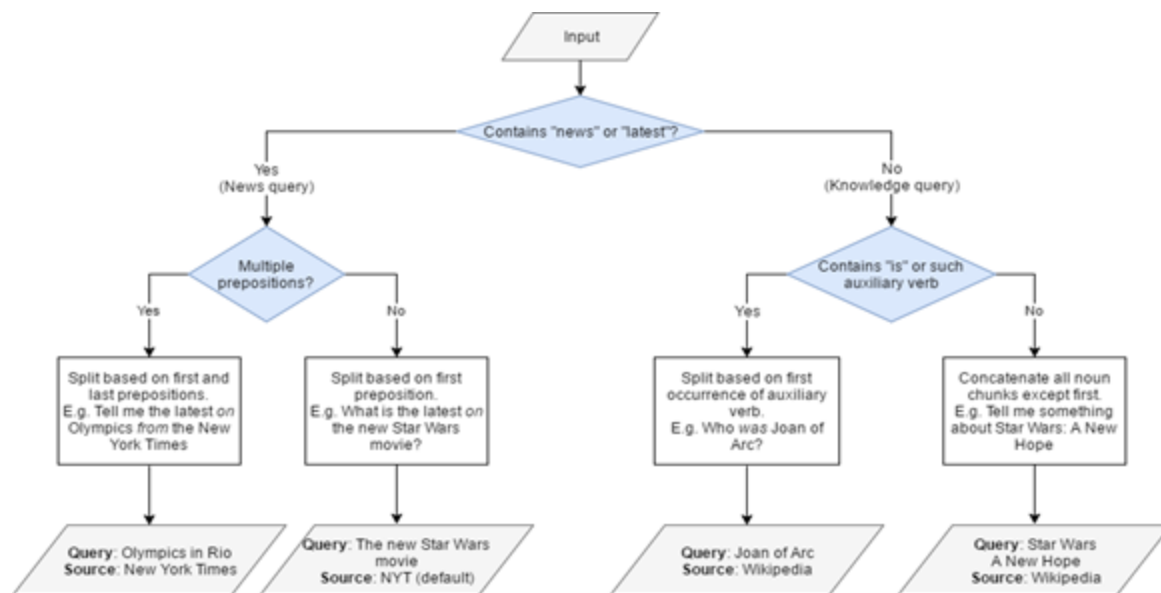 Input
Contains "news" or "latest"?
Yes
(News query)
No
(Knowledge query)
Multiple
prepositions?
Contains "is" or such
auxiliary verb
Yes
No
Yes
No
Split based on first and
last prepositions.
E.g. Tell me the latest on
Olympics from the New
York Times
Split based on first
preposition.
E.g. What is the latest on
the new Star Wars
movie?
Split based on first
occurrence of auxiliary
verb.
E.g. Who was Joan of
Arc?
Concatenate all noun
chunks except first.
E.g. Tell me something
about Star Wars: A New
Hope
Query: Olympics in Rio
Source: New York Times
Query: The new Star Wars
movie
Source: NYT (default)
Query: Joan of Arc
Source: Wikipedia
Query: Star Wars
A New Hope
Source: Wikipedia